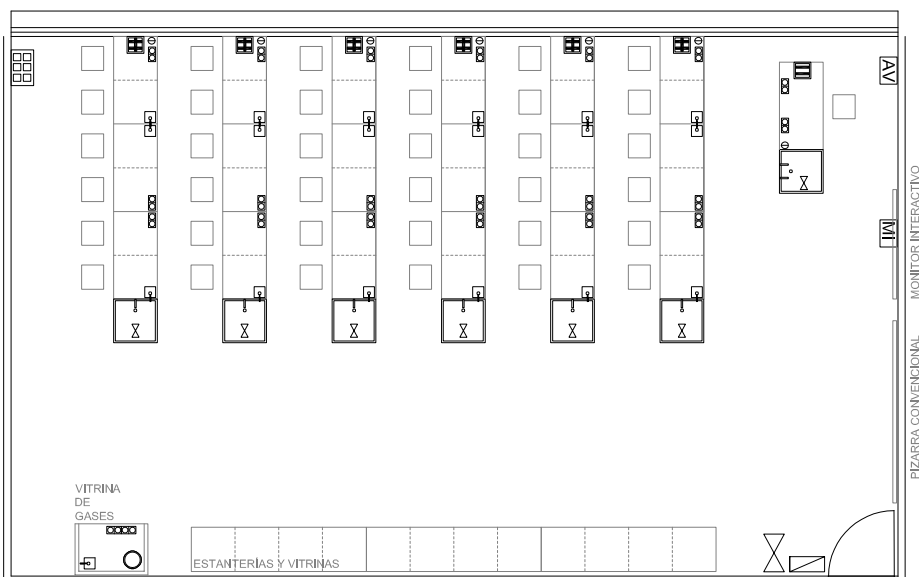 AV
MONITOR INTERACTIVO
MI
PIZARRA CONVENCIONAL
VITRINA
DE
GASES
ESTANTERÍAS Y VITRINAS